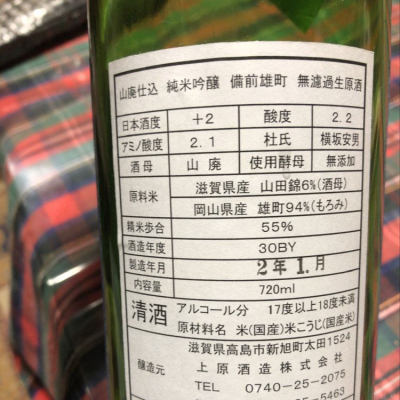 山廃仕込 純米吟醸 備前雄町 無濾過生原酒
日本酒度 +2 酸度 2.2
アミノ酸度 2.1 杜氏 横坂安男
酒母 山廃 使用酵母 無添加
原料米 滋賀県産 山田錦6%(酒母)
岡山県産 雄町94%(もろみ)
精米歩合 55%
酒造年度 30BY
製造年月 2年1.月
内容量 720ml
清酒 アルコール分 17度以上18度未満
原材料名 米(国産)米こうじ(国産米)
醸造元 滋賀県高島市新旭町太田1524
上原酒造株式会社
TEL 0740-25-2075
-25-5463